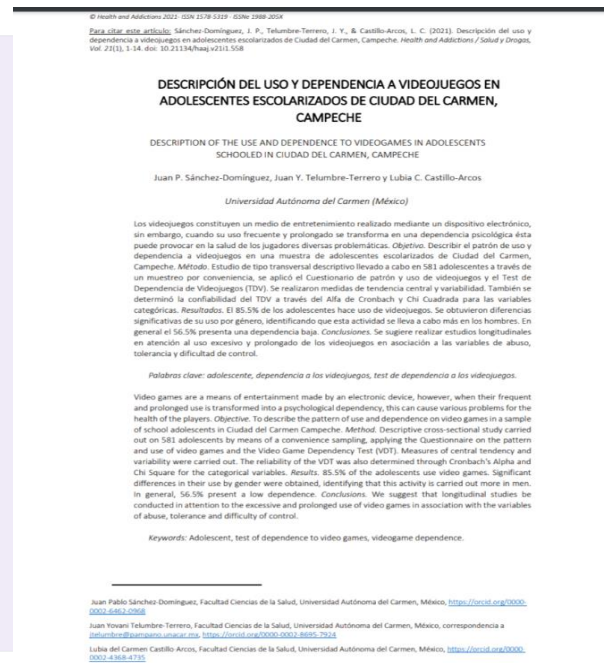 © Health and Addictions 2021· ISSN 1578-5319 · ISSNe 1988-205X
Para citar este artículo: Sánchez-Domínguez, J. P., Telumbre-Terrero, J. Y., & Castillo-Arcos, L. C. (2021). Descripción del uso y
dependencia a videojuegos en adolescentes escolarizados de Ciudad del Carmen, Campeche. Health and Addictions / Salud y Drogas,
Vol. 21(1), 1-14. doi: 10.21134/haaj.v21i1.558
DESCRIPCIÓN DEL USO Y DEPENDENCIA A VIDEOJUEGOS EN
ADOLESCENTES ESCOLARIZADOS DE CIUDAD DEL CARMEN,
CAMPECHE
DESCRIPTION OF THE USE AND DEPENDENCE TO VIDEOGAMES IN ADOLESCENTS
SCHOOLED IN CIUDAD DEL CARMEN, CAMPECHE
Juan P. Sánchez-Domínguez, Juan Y. Telumbre-Terrero y Lubia C. Castillo-Arcos
Universidad Autónoma del Carmen (México)
Los videojuegos constituyen un medio de entretenimiento realizado mediante un dispositivo electrónico,
sin embargo, cuando su uso frecuente y prolongado se transforma en una dependencia psicológica ésta
puede provocar en la salud de los jugadores diversas problemáticas. Objetivo. Describir el patrón de uso y
dependencia a videojuegos en una muestra de adolescentes escolarizados de Ciudad del Carmen,
Campeche. Método. Estudio de tipo transversal descriptivo llevado a cabo en 581 adolescentes a través de
un muestreo por conveniencia, se aplicó el Cuestionario de patrón y uso de videojuegos y el Test de
Dependencia de Videojuegos (TDV). Se realizaron medidas de tendencia central y variabilidad. También se
determinó la confiabilidad del TDV a través del Alfa de Cronbach y Chi Cuadrada para las variables
categóricas. Resultados. El 85.5% de los adolescentes hace uso de videojuegos. Se obtuvieron diferencias
significativas de su uso por género, identificando que esta actividad se lleva a cabo más en los hombres. En
general el 56.5% presenta una dependencia baja. Conclusiones. Se sugiere realizar estudios longitudinales
en atención al uso excesivo y prolongado de los videojuegos en asociación a las variables de abuso,
tolerancia y dificultad de control.
Palabras clave: adolescente, dependencia a los videojuegos, test de dependencia a los videojuegos.
Video games are a means of entertainment made by an electronic device, however, when their frequent
and prolonged use is transformed into a psychological dependency, this can cause various problems for the
health of the players. Objective. To describe the pattern of use and dependence on video games in a sample
of school adolescents in Ciudad del Carmen Campeche. Method. Descriptive cross-sectional study carried
out on 581 adolescents by means of a convenience sampling, applying the Questionnaire on the pattern
and use of video games and the Video Game Dependency Test (VDT). Measures of central tendency and
variability were carried out. The reliability of the VDT was also determined through Cronbach's Alpha and
Chi Square for the categorical variables. Results. 85.5% of the adolescents use video games. Significant
differences in their use by gender were obtained, identifying that this activity is carried out more in men.
In general, 56.5% present a low dependence. Conclusions. We suggest that longitudinal studies be
conducted in attention to the excessive and prolonged use of video games in association with the variables
of abuse, tolerance and difficulty of control.
Keywords: Adolescent, test of dependence to video games, videogame dependence.
Juan Pablo Sánchez-Domínguez, Facultad Ciencias de la Salud, Universidad Autónoma del Carmen, México, https://orcid.org/0000-
0002-6462-0968
Juan Yovani Telumbre-Terrero, Facultad de Ciencias de la Salud, Universidad Autónoma del Carmen, México, correspondencia a
jtelumbre@pampano.unacar.mx, https://orcid.org/0000-0002-8695-7924
Lubia del Carmen Castillo-Arcos, Facultad Ciencias de la Salud, Universidad Autónoma del Carmen, México, https://orcid.org/0000-
0002-4368-4735